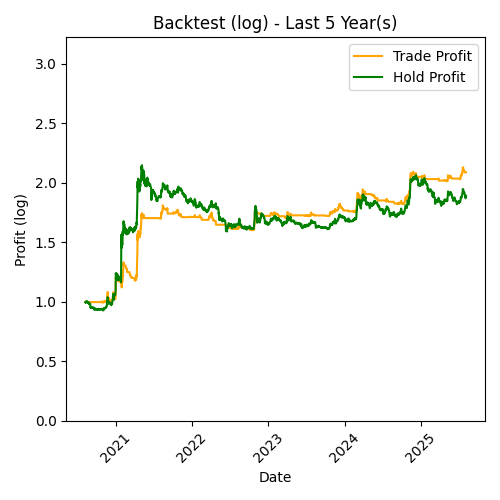 Backtest (log) - Last 5 Year(s)
Trade Profit
Hold Profit
Profit (log)
3.0
2.5
2.0
1.5
1.0
0.5
0.0
2021
2022
2023
2024
2025
Date